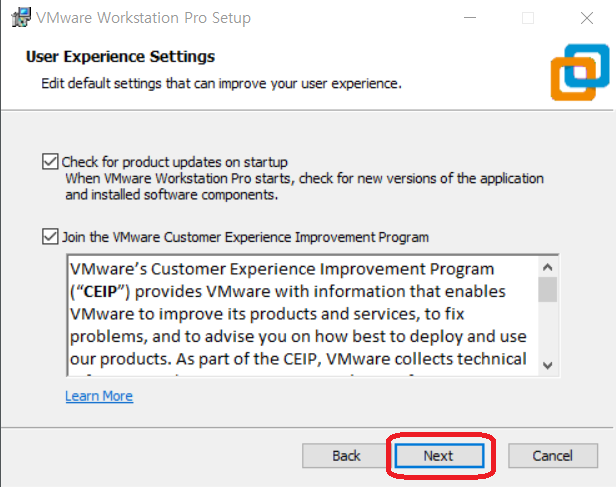 VMware Workstation Pro Setup
User Experience Settings
Edit default settings that can improve your user experience.
Check for product updates on startup
When VMware Workstation Pro starts, check for new versions of the application
and installed software components.
Join the VMware Customer Experience Improvement Program
VMware's Customer Experience Improvement Program
("CEIP") provides VMware with information that enables
VMware to improve its products and services, to fix
problems, and to advise you on how best to deploy and use
our products. As part of the CEIP, VMware collects technical
Learn More
Back
Next
Cancel